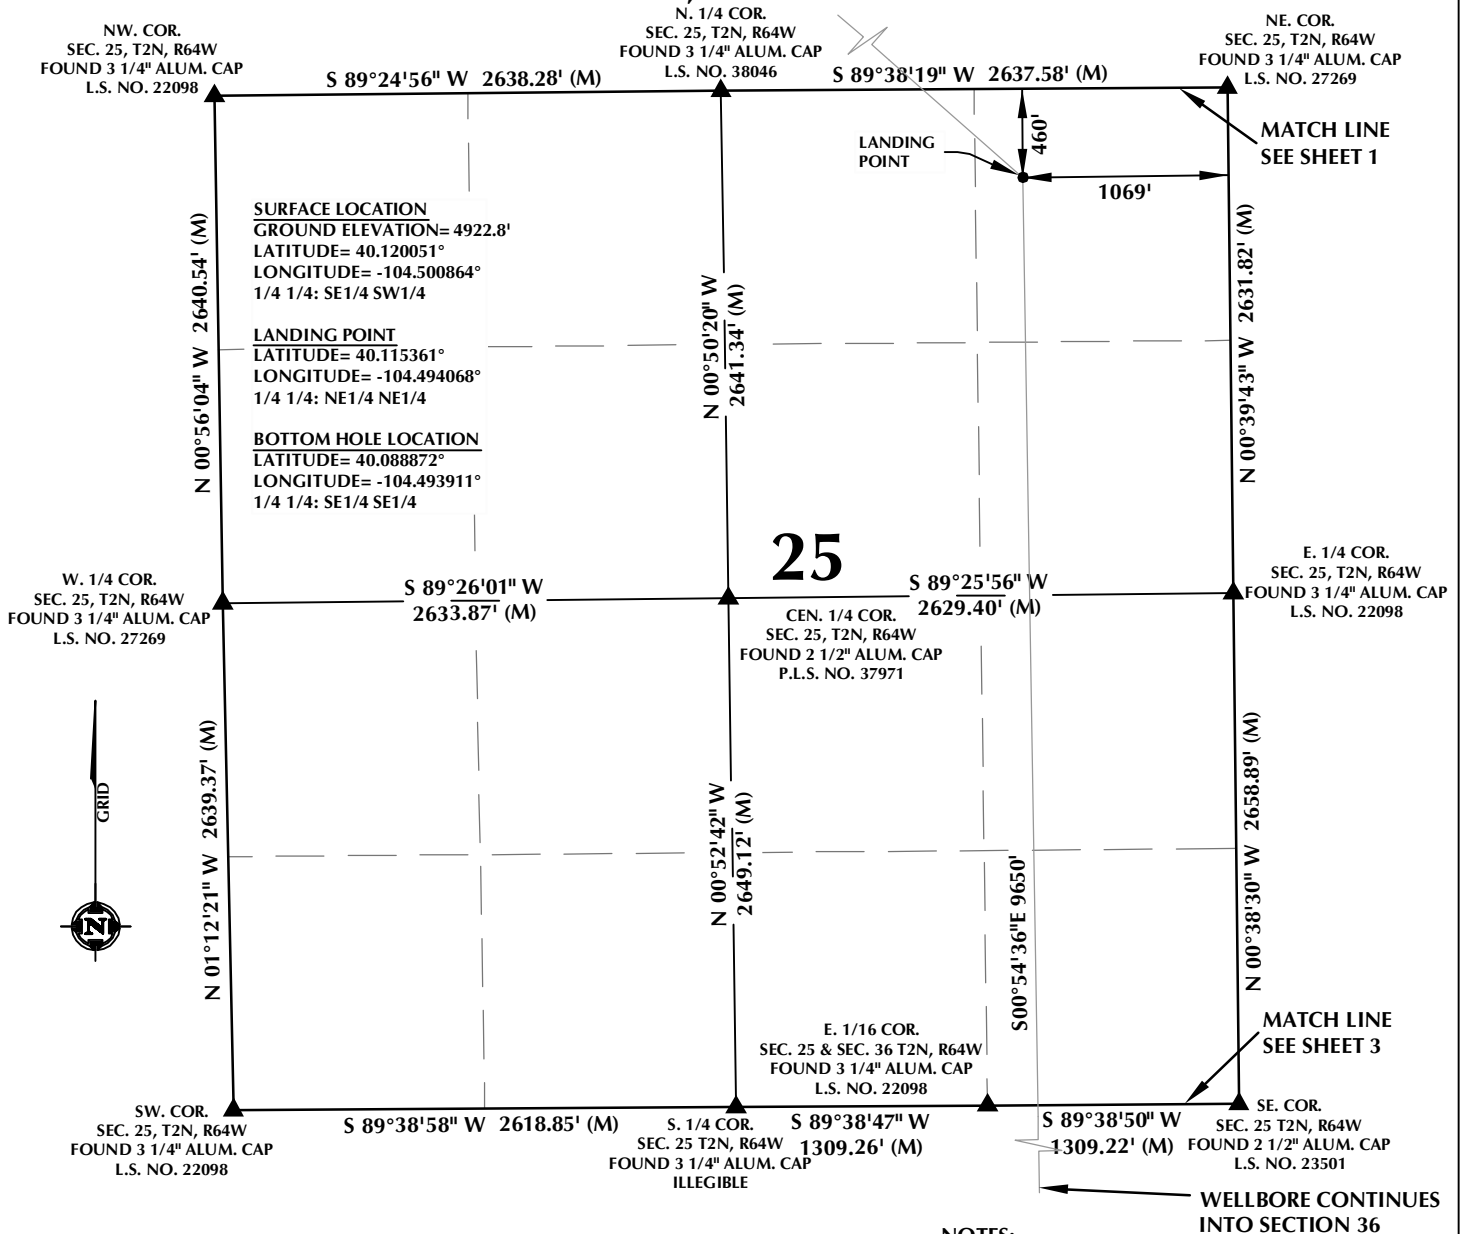 NW. COR.
SEC. 25, T2N, R64W
FOUND 3 1/4" ALUM. CAP
L.S. NO. 22098
N. 1/4 COR.
SEC. 25, T2N, R64W
FOUND 3 1/4" ALUM. CAP
L.S. NO. 38046
NE. COR.
SEC. 25, T2N, R64W
FOUND 3 1/4" ALUM. CAP
L.S. NO. 27269
S 89°24'56" W 2638.28' (M)
S 89°38'19" W 2637.58' (M)
MATCH LINE
SEE SHEET 1
LANDING
POINT
460'
1069'
SURFACE LOCATION
GROUND ELEVATION= 4922.8'
LATITUDE= 40.120051°
LONGITUDE= -104.500864°
1/4 1/4: SE1/4 SW1/4
LANDING POINT
LATITUDE= 40.115361°
LONGITUDE= -104.494068°
1/4 1/4: NE1/4 NE1/4
BOTTOM HOLE LOCATION
LATITUDE= 40.088872°
LONGITUDE= -104.493911°
1/4 1/4: SE1/4 SE1/4
N 00°56'04" W 2640.54' (M)
N 00°50'20" W
2641.34' (M)
N 00°39'43" W 2631.82' (M)
25
W. 1/4 COR.
SEC. 25, T2N, R64W
FOUND 3 1/4" ALUM. CAP
L.S. NO. 27269
S 89°26'01" W
2633.87' (M)
S 89°25'56" W
2629.40' (M)
E. 1/4 COR.
SEC. 25, T2N, R64W
FOUND 3 1/4" ALUM. CAP
L.S. NO. 22098
CEN. 1/4 COR.
SEC. 25, T2N, R64W
FOUND 2 1/2" ALUM. CAP
P.L.S. NO. 37971
GRID
N
N 01°12'21" W 2639.37' (M)
N 00°52'42" W
2649.12' (M)
S00°54'36"E 9650'
N 00°38'30" W 2658.89' (M)
E. 1/16 COR.
SEC. 25 & SEC. 36 T2N, R64W
FOUND 3 1/4" ALUM. CAP
L.S. NO. 22098
MATCH LINE
SEE SHEET 3
SW. COR.
SEC. 25, T2N, R64W
FOUND 3 1/4" ALUM. CAP
L.S. NO. 22098
S 89°38'58" W 2618.85' (M)
S. 1/4 COR.
SEC. 25 T2N, R64W
FOUND 3 1/4" ALUM. CAP
ILLEGIBLE
S 89°38'47" W
1309.26' (M)
S 89°38'50" W
1309.22' (M)
SE. COR.
SEC. 25 T2N, R64W
FOUND 2 1/2" ALUM. CAP
L.S. NO. 23501
WELLBORE CONTINUES
INTO SECTION 36
NOTES: